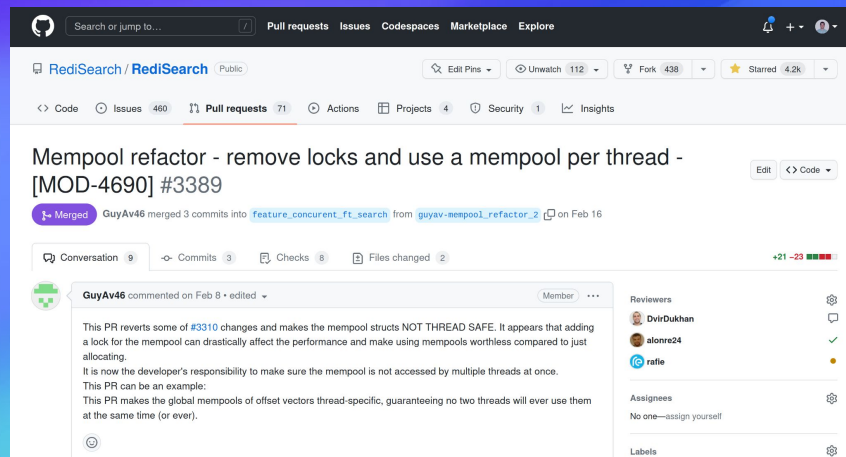 Search or jump to... /
Pull requests Issues Codespaces Marketplace Explore
RediSearch / RediSearch Public
Edit Pins Unwatch 112 Fork 438 Starred 4.2k
Code Issues 460 Pull requests 71 Actions Projects 4 Security 1 Insights
Mempool refactor - remove locks and use a mempool per thread -
[MOD-4690] #3389
Edit <> Code
Merged GuyAv46 merged 3 commits into feature_concurent_ft_search from guyav-mempool_refactor_2 on Feb 16
Conversation 9 Commits 3 Checks 8 Files changed 2
+21 −23
GuyAv46 commented on Feb 8 • edited Member ...
This PR reverts some of #3310 changes and makes the mempool structs NOT THREAD SAFE. It appears that adding
a lock for the mempool can drastically affect the performance and make using mempools worthless compared to just
allocating.
It is now the developer's responsibility to make sure the mempool is not accessed by multiple threads at once.
This PR can be an example:
This PR makes the global mempools of offset vectors thread-specific, guaranteeing no two threads will ever use them
at the same time (or ever).
Reviewers
DvirDukhan
alonre24
rafie
Assignees
No one—assign yourself
Labels